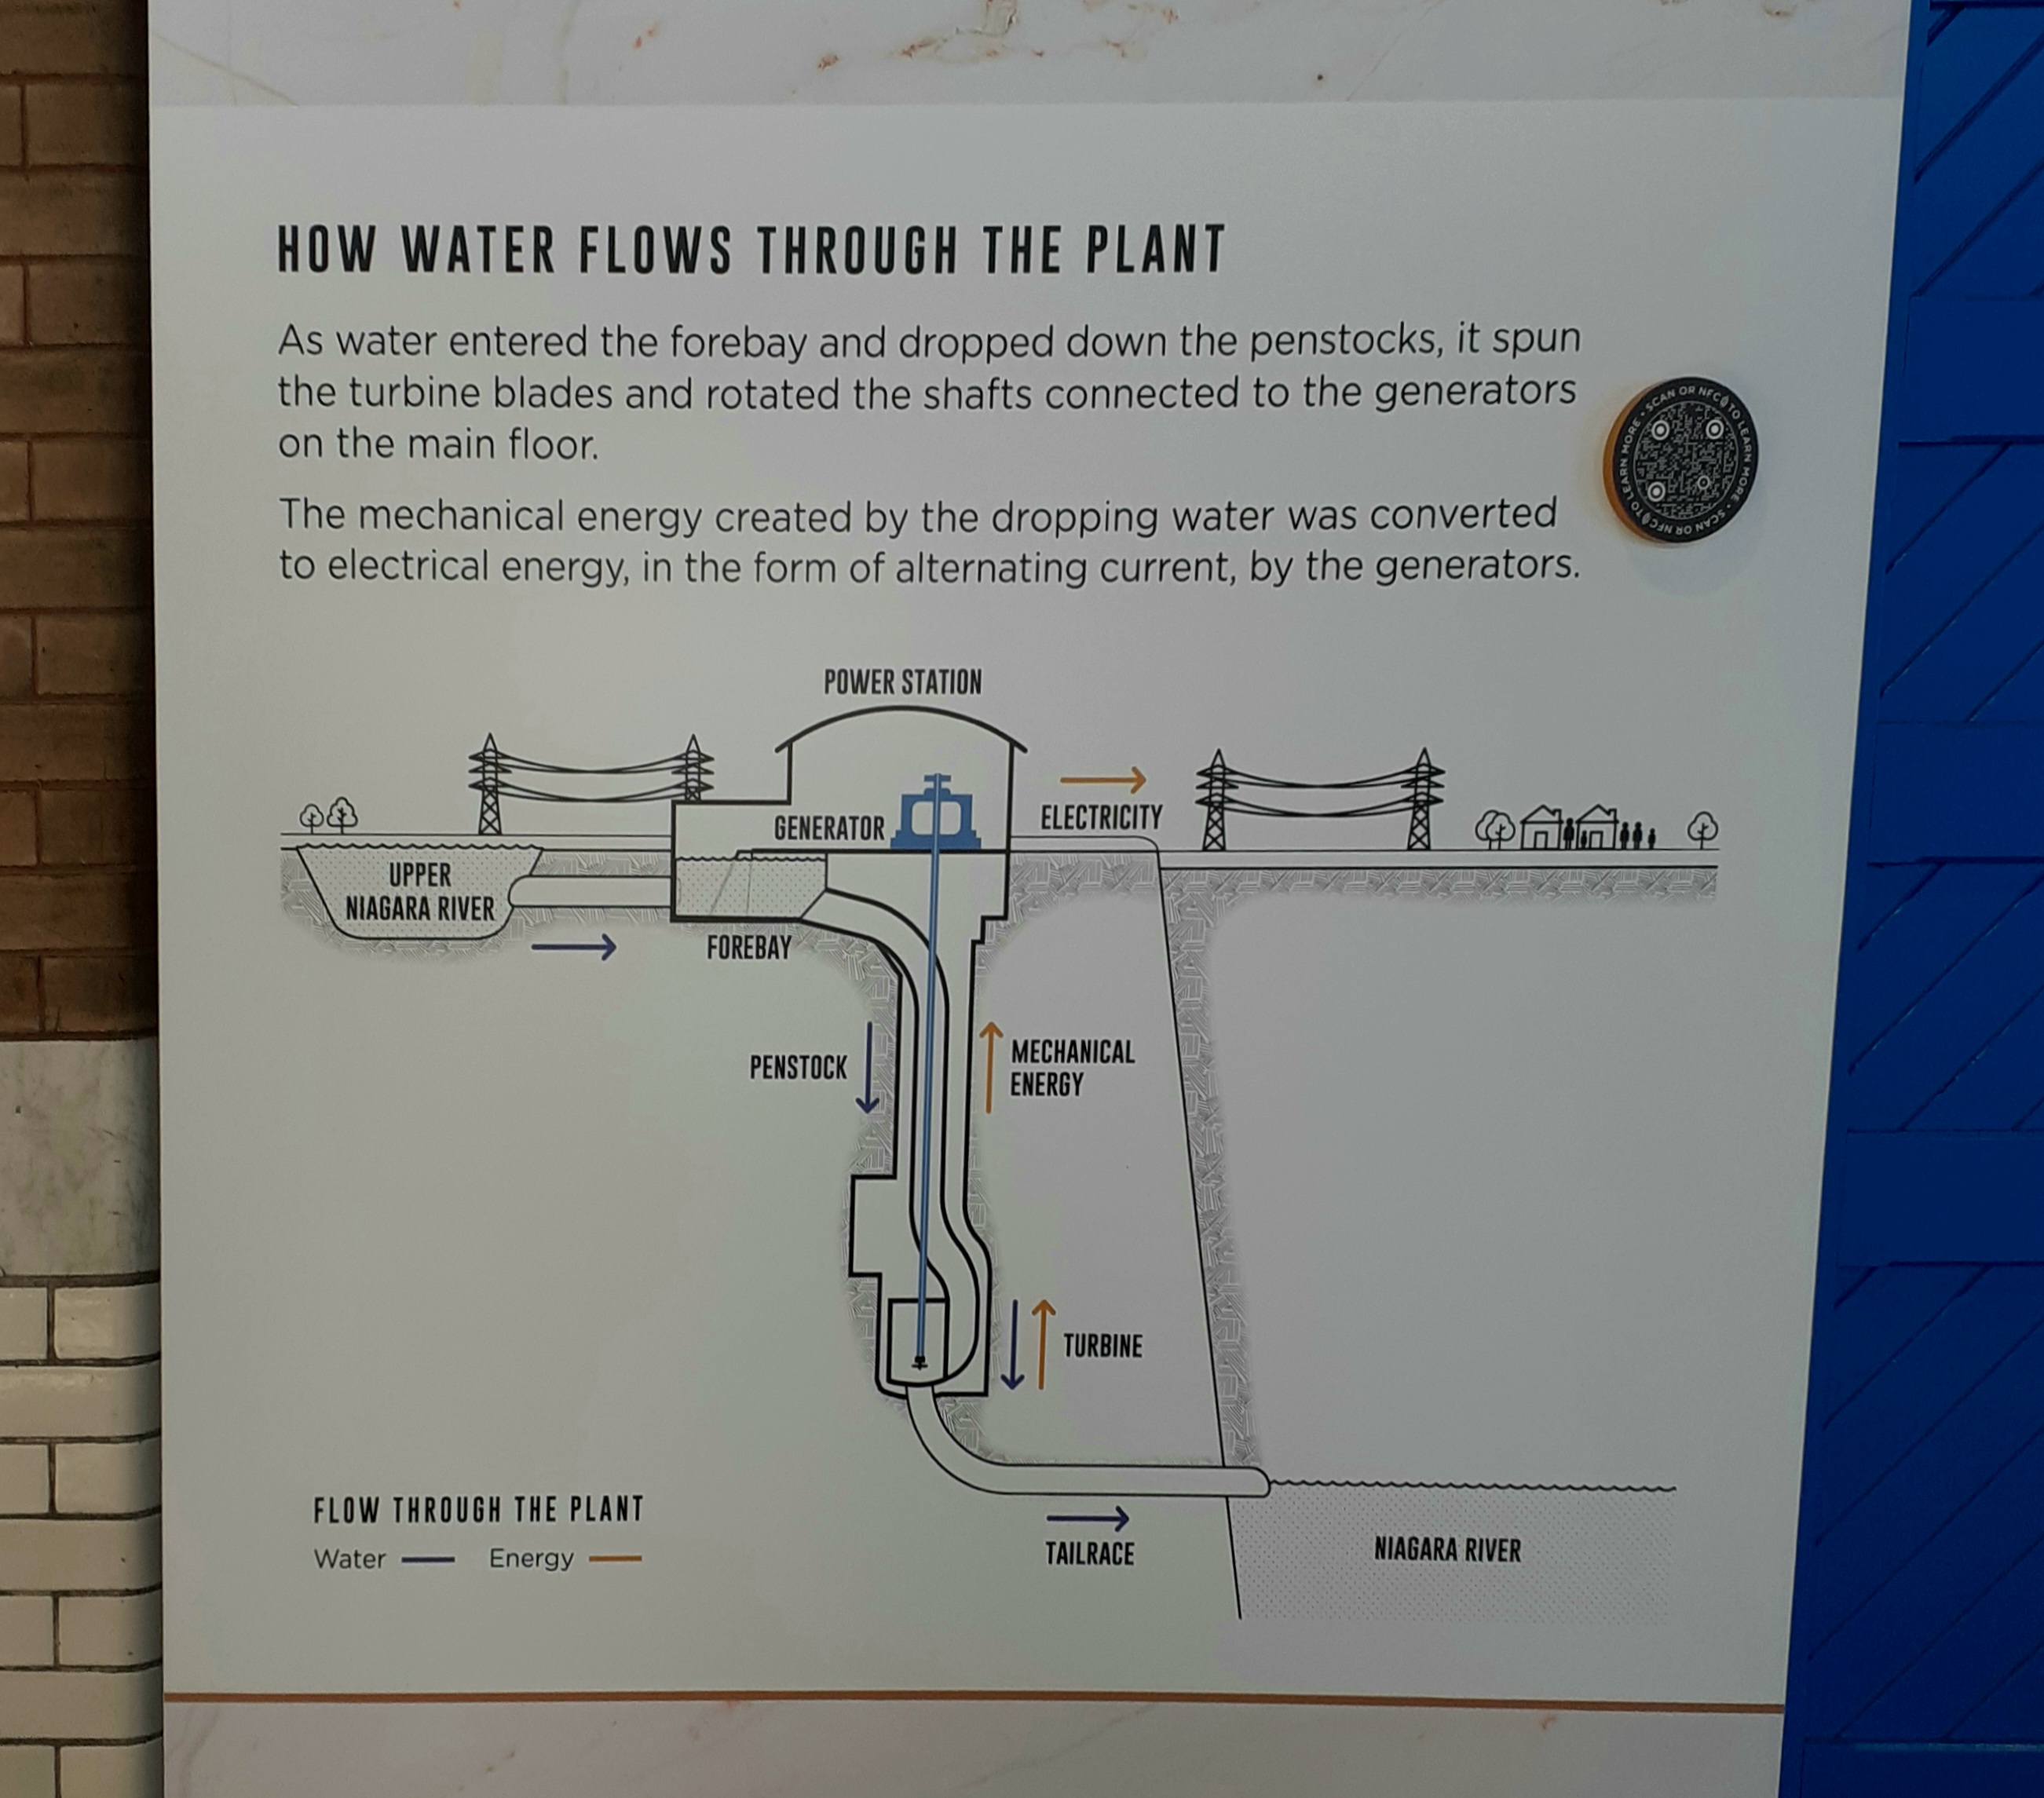 HOW WATER FLOWS THROUGH THE PLANT
As water entered the forebay and dropped down the penstocks, it spun
the turbine blades and rotated the shafts connected to the generators
on the main floor.
SCAN OR NFC TO LEARN MORE • SCAN OR NFC TO LEARN MORE •
The mechanical energy created by the dropping water was converted
to electrical energy, in the form of alternating current, by the generators.
POWER STATION
GENERATOR
ELECTRICITY
UPPER
NIAGARA RIVER
FOREBAY
PENSTOCK
MECHANICAL
ENERGY
TURBINE
FLOW THROUGH THE PLANT
Water
Energy
TAILRACE
NIAGARA RIVER